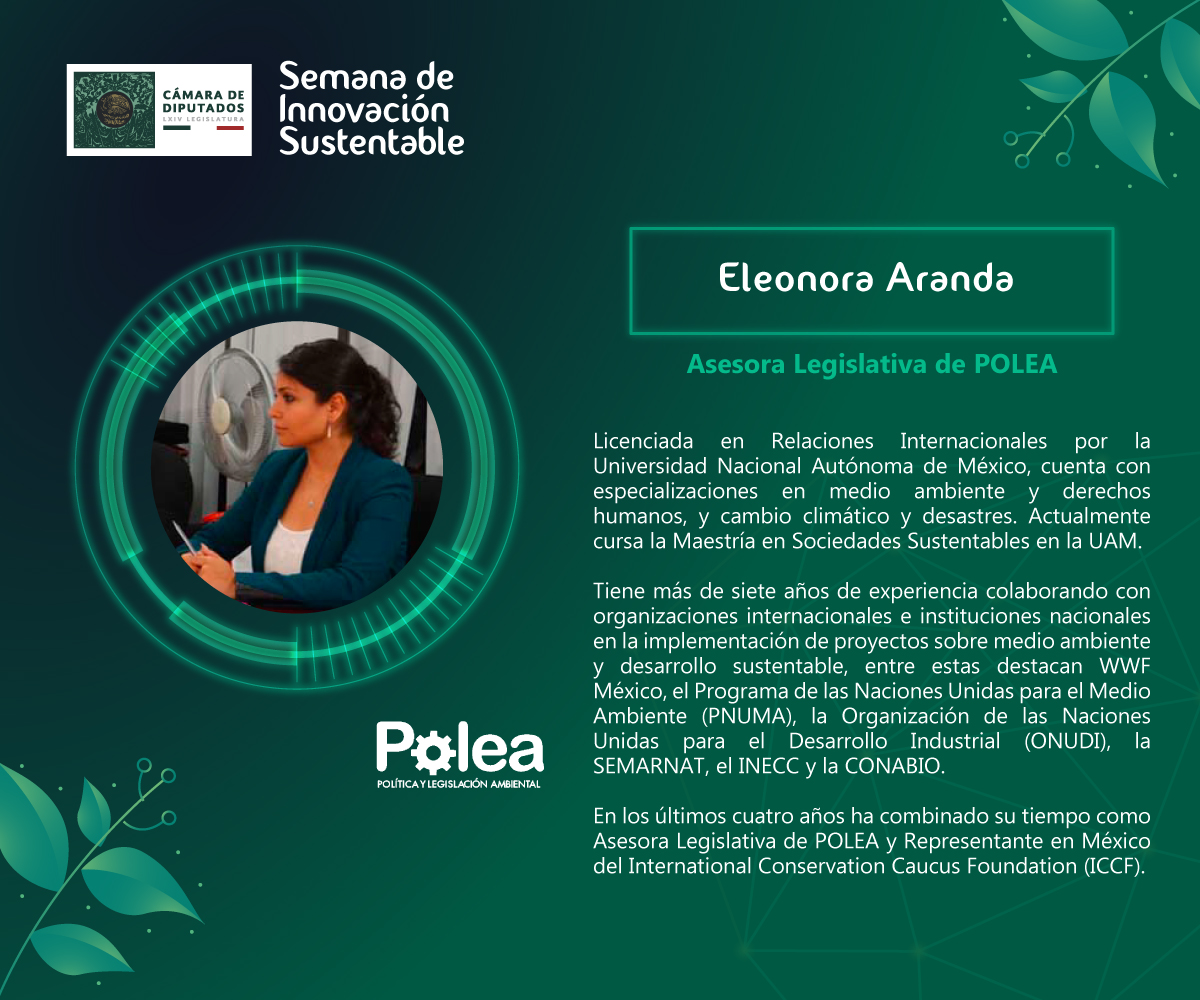 CÁMARA DE
DIPUTADOS
LXIV LEGISLATURA
Semana de
Innovación
Sustentable
Eleonora Aranda
Asesora Legislativa de POLEA
Licenciada en Relaciones Internacionales por la
Universidad Nacional Autónoma de México, cuenta con
especializaciones en medio ambiente y derechos
humanos, y cambio climático y desastres. Actualmente
cursa la Maestría en Sociedades Sustentables en la UAM.
Tiene más de siete años de experiencia colaborando con
organizaciones internacionales e instituciones nacionales
en la implementación de proyectos sobre medio ambiente
y desarrollo sustentable, entre estas destacan WWF
México, el Programa de las Naciones Unidas para el Medio
Ambiente (PNUMA), la Organización de las Naciones
Unidas para el Desarrollo Industrial (ONUDI), la
SEMARNAT, el INECC y la CONABIO.
En los últimos cuatro años ha combinado su tiempo como
Asesora Legislativa de POLEA y Representante en México
del International Conservation Caucus Foundation (ICCF).
Polea
POLÍTICA Y LEGISLACIÓN AMBIENTAL